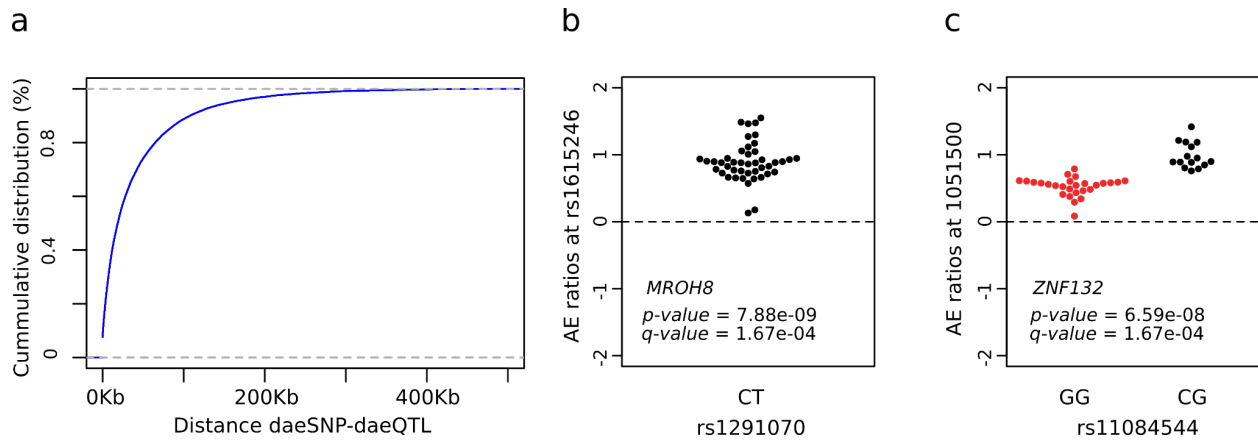 a
b
c
Cummulative distribution (%)
0.8
0.4
0
0Kb
200Kb
400Kb
Distance daeSNP-daeQTL
AE ratios at rs1615246
2
1
0
-1
-2
MROH8
p-value = 7.88e-09
q-value = 1.67e-04
CT
rs1291070
AE ratios at 1051500
2
1
0
-1
-2
ZNF132
p-value = 6.59e-08
q-value = 1.67e-04
GG
CG
rs11084544